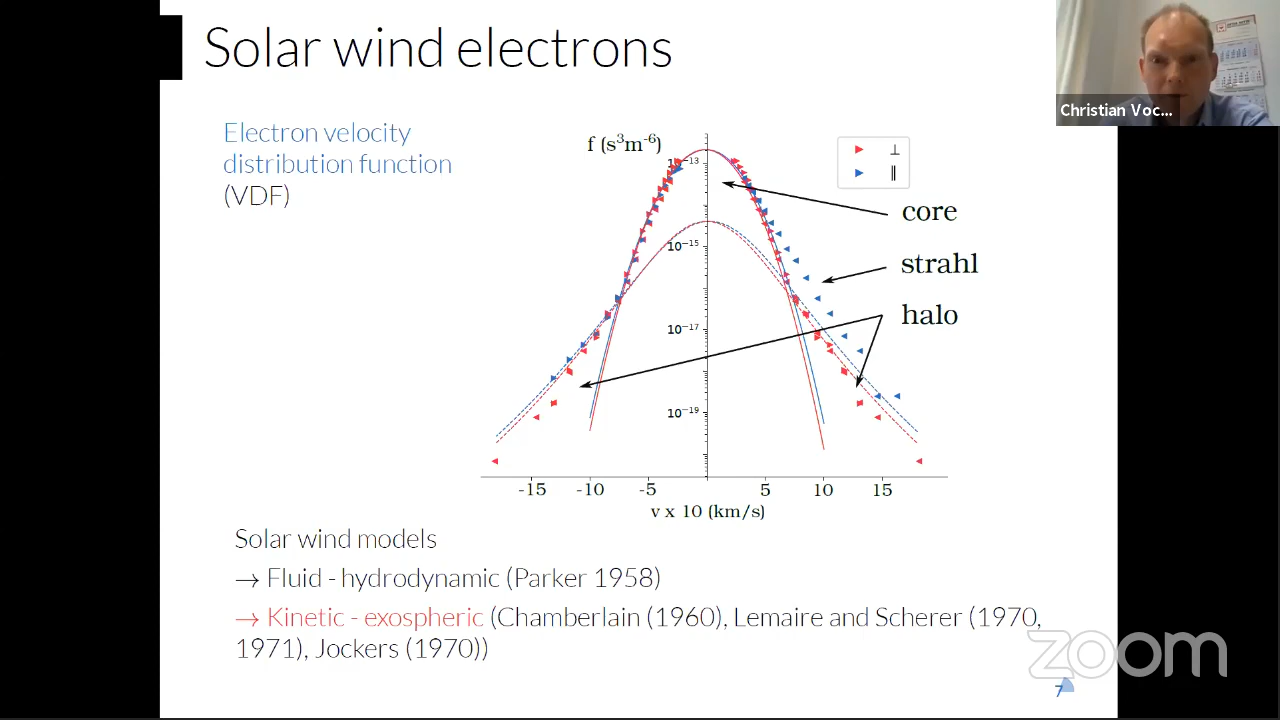 Solar wind electrons
Christian Voc...
Electron velocity
distribution function
(VDF)
f (s³m⁻⁶)
⊥
∥
10⁻¹³
core
10⁻¹⁵
strahl
halo
10⁻¹⁷
10⁻¹⁹
-15 -10 -5 5 10 15
v x 10 (km/s)
Solar wind models
→ Fluid - hydrodynamic (Parker 1958)
→ Kinetic - exospheric (Chamberlain (1960), Lemaire and Scherer (1970,
1971), Jockers (1970))
zoom
7